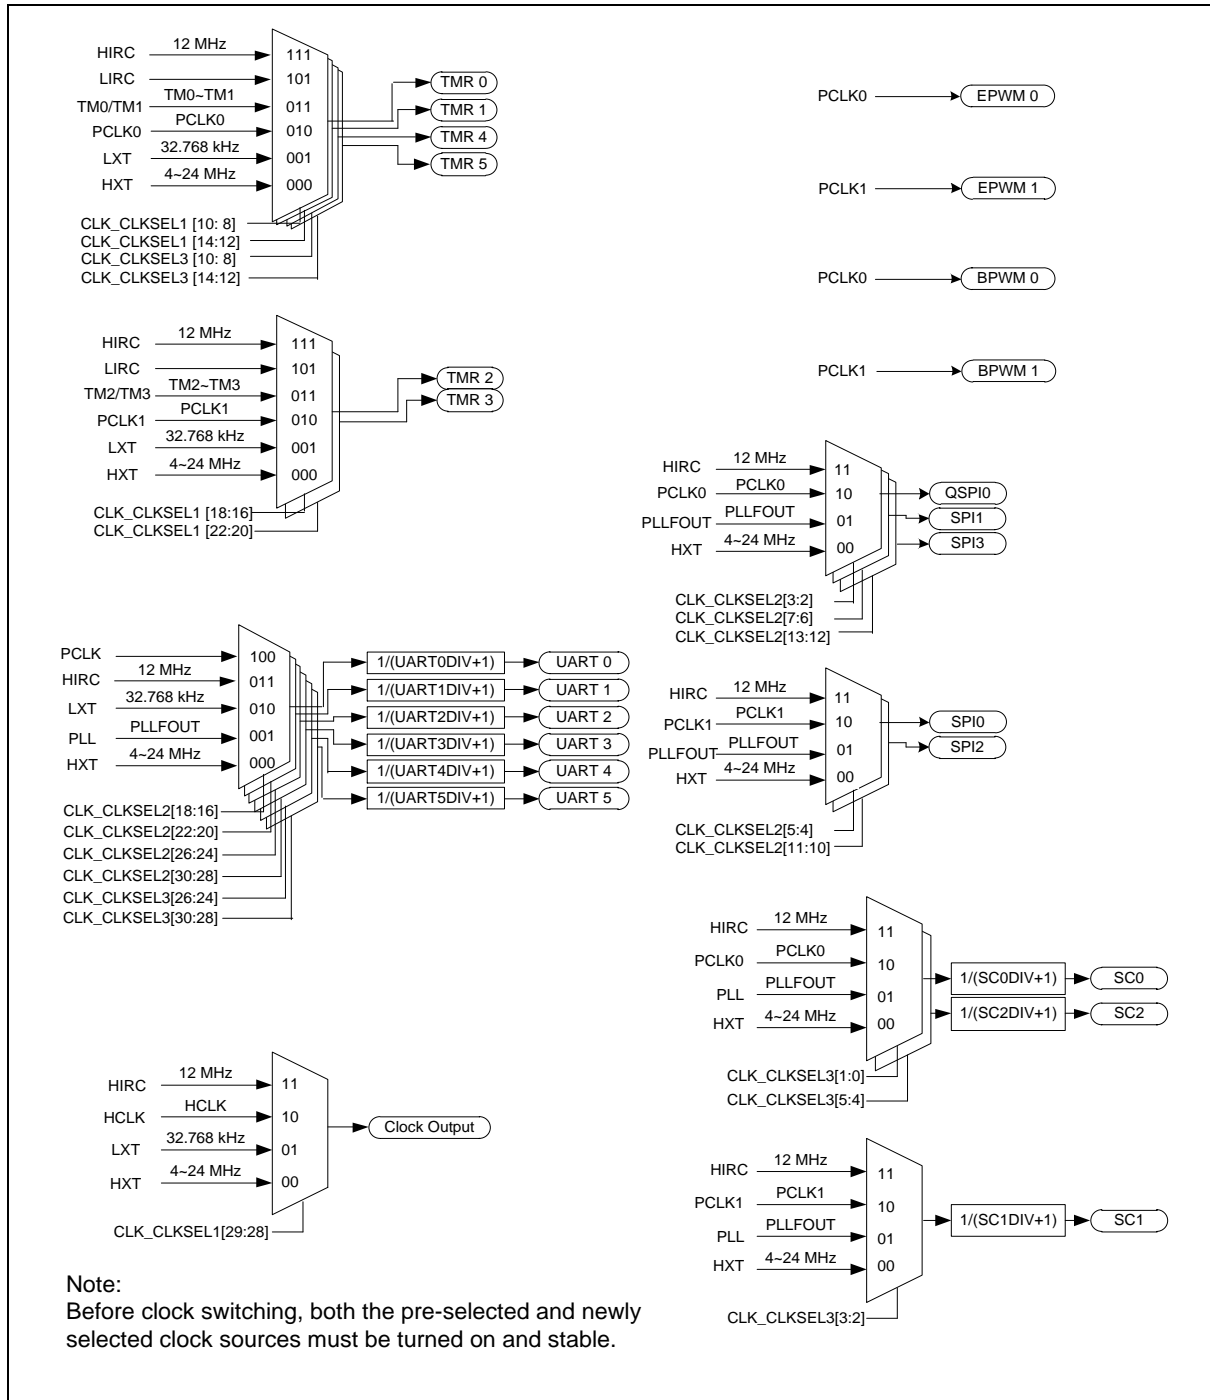 HIRC 12 MHz 111
LIRC 101
TM0/TM1 TM0~TM1 011
PCLK0 PCLK0 010
LXT 32.768 kHz 001
HXT 4~24 MHz 000
TMR 0
TMR 1
TMR 4
TMR 5
CLK_CLKSEL1 [10: 8]
CLK_CLKSEL1 [14:12]
CLK_CLKSEL3 [10: 8]
CLK_CLKSEL3 [14:12]
HIRC 12 MHz 111
LIRC 101
TM2/TM3 TM2~TM3 011
PCLK1 PCLK1 010
LXT 32.768 kHz 001
HXT 4~24 MHz 000
TMR 2
TMR 3
CLK_CLKSEL1 [18:16]
CLK_CLKSEL1 [22:20]
PCLK 100
HIRC 12 MHz 011
LXT 32.768 kHz 010
PLL PLLFOUT 001
HXT 4~24 MHz 000
1/(UART0DIV+1) UART 0
1/(UART1DIV+1) UART 1
1/(UART2DIV+1) UART 2
1/(UART3DIV+1) UART 3
1/(UART4DIV+1) UART 4
1/(UART5DIV+1) UART 5
CLK_CLKSEL2[18:16]
CLK_CLKSEL2[22:20]
CLK_CLKSEL2[26:24]
CLK_CLKSEL2[30:28]
CLK_CLKSEL3[26:24]
CLK_CLKSEL3[30:28]
HIRC 12 MHz 11
HCLK HCLK 10
LXT 32.768 kHz 01
HXT 4~24 MHz 00
Clock Output
CLK_CLKSEL1[29:28]
Note:
Before clock switching, both the pre-selected and newly
selected clock sources must be turned on and stable.
PCLK0 EPWM 0
PCLK1 EPWM 1
PCLK0 BPWM 0
PCLK1 BPWM 1
HIRC 12 MHz 11
PCLK0 PCLK0 10
PLLFOUT PLLFOUT 01
HXT 4~24 MHz 00
QSPI0
SPI1
SPI3
CLK_CLKSEL2[3:2]
CLK_CLKSEL2[7:6]
CLK_CLKSEL2[13:12]
HIRC 12 MHz 11
PCLK1 PCLK1 10
PLLFOUT PLLFOUT 01
HXT 4~24 MHz 00
SPI0
SPI2
CLK_CLKSEL2[5:4]
CLK_CLKSEL2[11:10]
HIRC 12 MHz 11
PCLK0 PCLK0 10
PLL PLLFOUT 01
HXT 4~24 MHz 00
1/(SC0DIV+1) SC0
1/(SC2DIV+1) SC2
CLK_CLKSEL3[1:0]
CLK_CLKSEL3[5:4]
HIRC 12 MHz 11
PCLK1 PCLK1 10
PLL PLLFOUT 01
HXT 4~24 MHz 00
1/(SC1DIV+1) SC1
CLK_CLKSEL3[3:2]